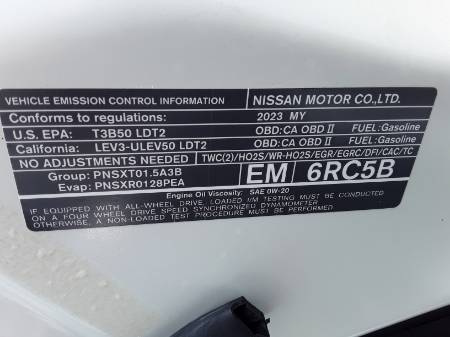 VEHICLE EMISSION CONTROL INFORMATION NISSAN MOTOR CO.,LTD.
Conforms to regulations: 2023 MY
U.S. EPA: T3B50 LDT2 OBD:CA OBD II FUEL:Gasoline
California: LEV3-ULEV50 LDT2 OBD:CA OBD II FUEL:Gasoline
NO ADJUSTMENTS NEEDED TWC(2)/HO2S/WR-HO2S/EGR/EGRC/DFI/CAC/TC
Group: PNSXT01.5A3B
Evap: PNSXR0128PEA
EM 6RC5B
Engine Oil Viscosity: SAE 0W-20
IF EQUIPPED WITH ALL-WHEEL DRIVE, LOADED I/M TESTING MUST BE CONDUCTED
ON A FOUR WHEEL DRIVE SPEED SYNCHRONIZED DYNAMOMETER
OR A NON-LOADED TEST PROCEDURE MUST BE PERFORMED.